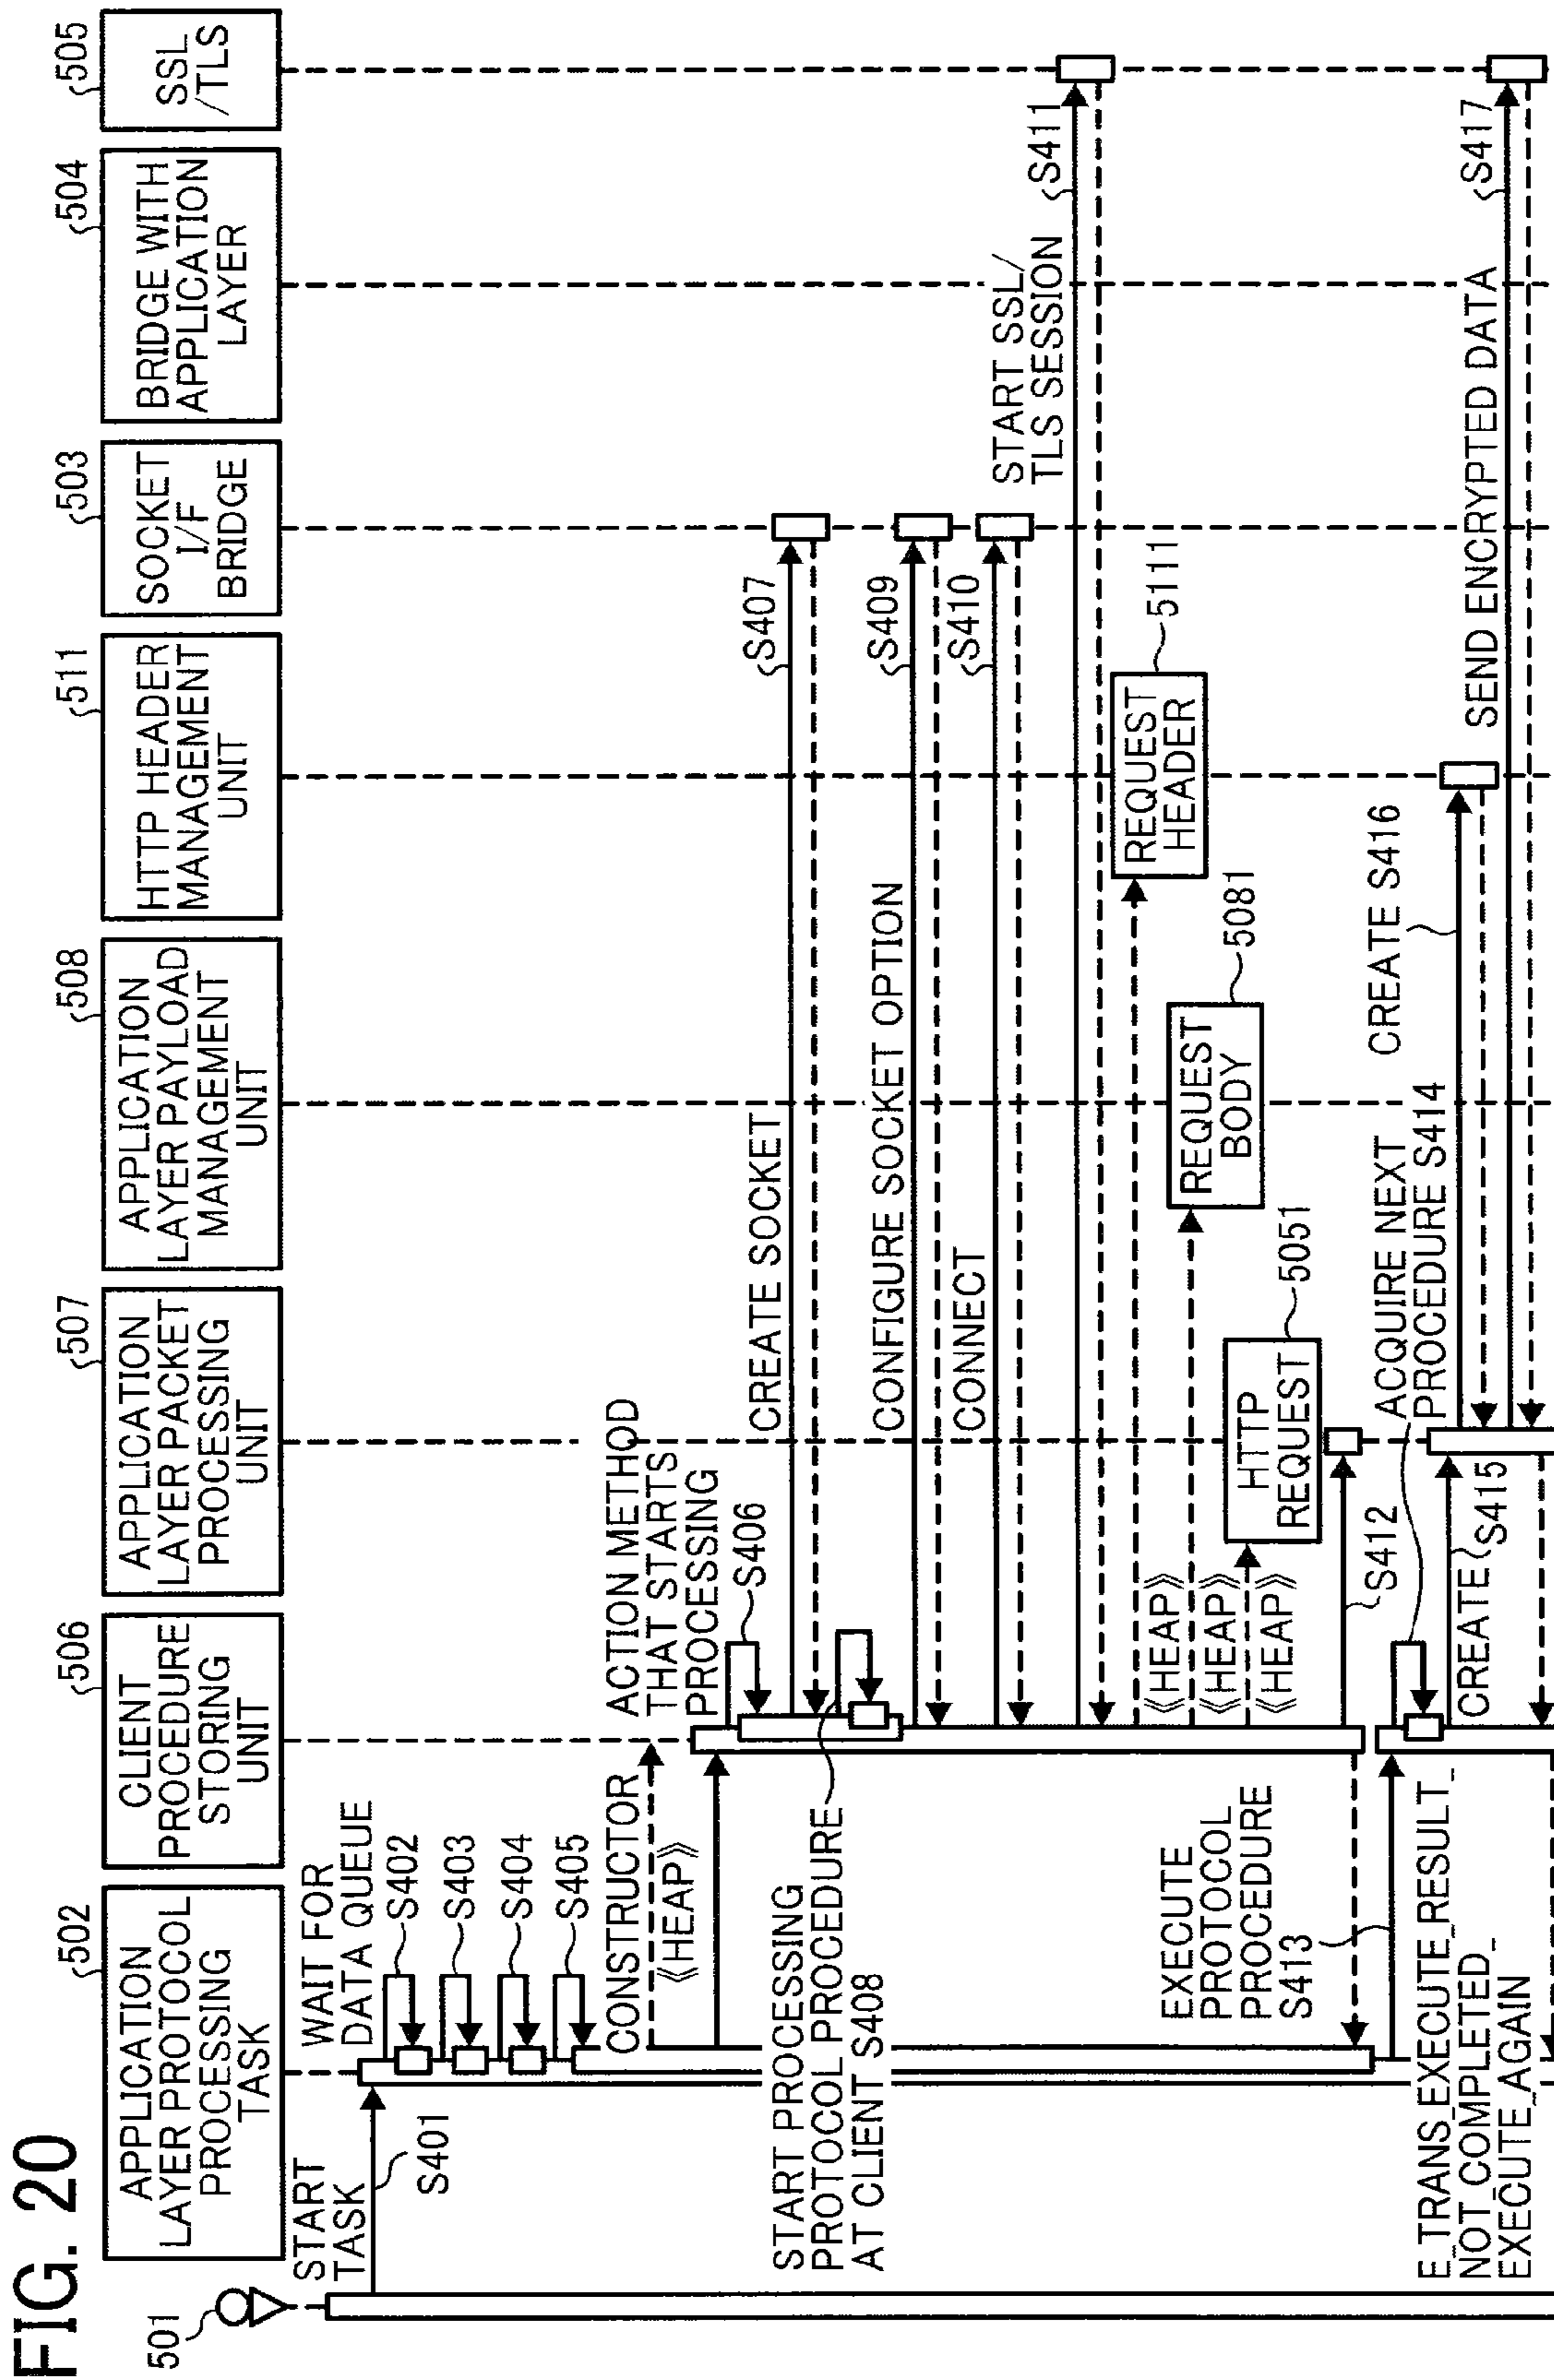 FIG. 20
501
502
APPLICATION
LAYER PROTOCOL
PROCESSING
TASK
506
CLIENT
PROCEDURE
STORING
UNIT
507
APPLICATION
LAYER PACKET
PROCESSING
UNIT
508
APPLICATION
LAYER PAYLOAD
MANAGEMENT
UNIT
511
HTTP HEADER
MANAGEMENT
UNIT
503
SOCKET
I/F
BRIDGE
504
BRIDGE WITH
APPLICATION
LAYER
505
SSL
/TLS
START
TASK
S401
WAIT FOR
DATA QUEUE
S402
S403
S404
S405
CONSTRUCTOR
《HEAP》
ACTION METHOD
THAT STARTS
PROCESSING
S406
CREATE SOCKET
S407
START PROCESSING
PROTOCOL PROCEDURE
AT CLIENT S408
CONFIGURE SOCKET OPTION
S409
CONNECT
S410
START SSL/
TLS SESSION
S411
《HEAP》
REQUEST
HEADER
5111
《HEAP》
REQUEST
BODY
5081
《HEAP》
HTTP
REQUEST
5051
S412
EXECUTE
PROTOCOL
PROCEDURE
S413
ACQUIRE NEXT
PROCEDURE S414
CREATE
S415
CREATE S416
SEND ENCRYPTED DATA
S417
E_TRANS_EXECUTE_RESULT_
NOT_COMPLETED_
EXECUTE_AGAIN